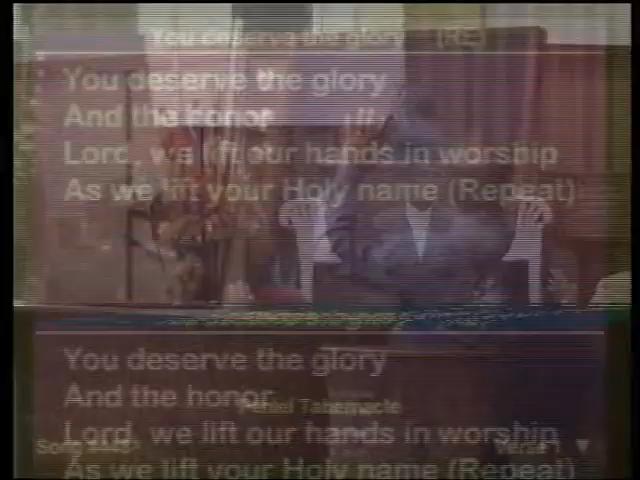 You deserve the glory (RE)
You deserve the glory
And the honor
Lord, we lift our hands in worship
As we lift your Holy name (Repeat)
You deserve the glory
And the honor
Tabernacle
Lord, we lift our hands in worship
Song Verse 1
As we lift your Holy name (Repeat)